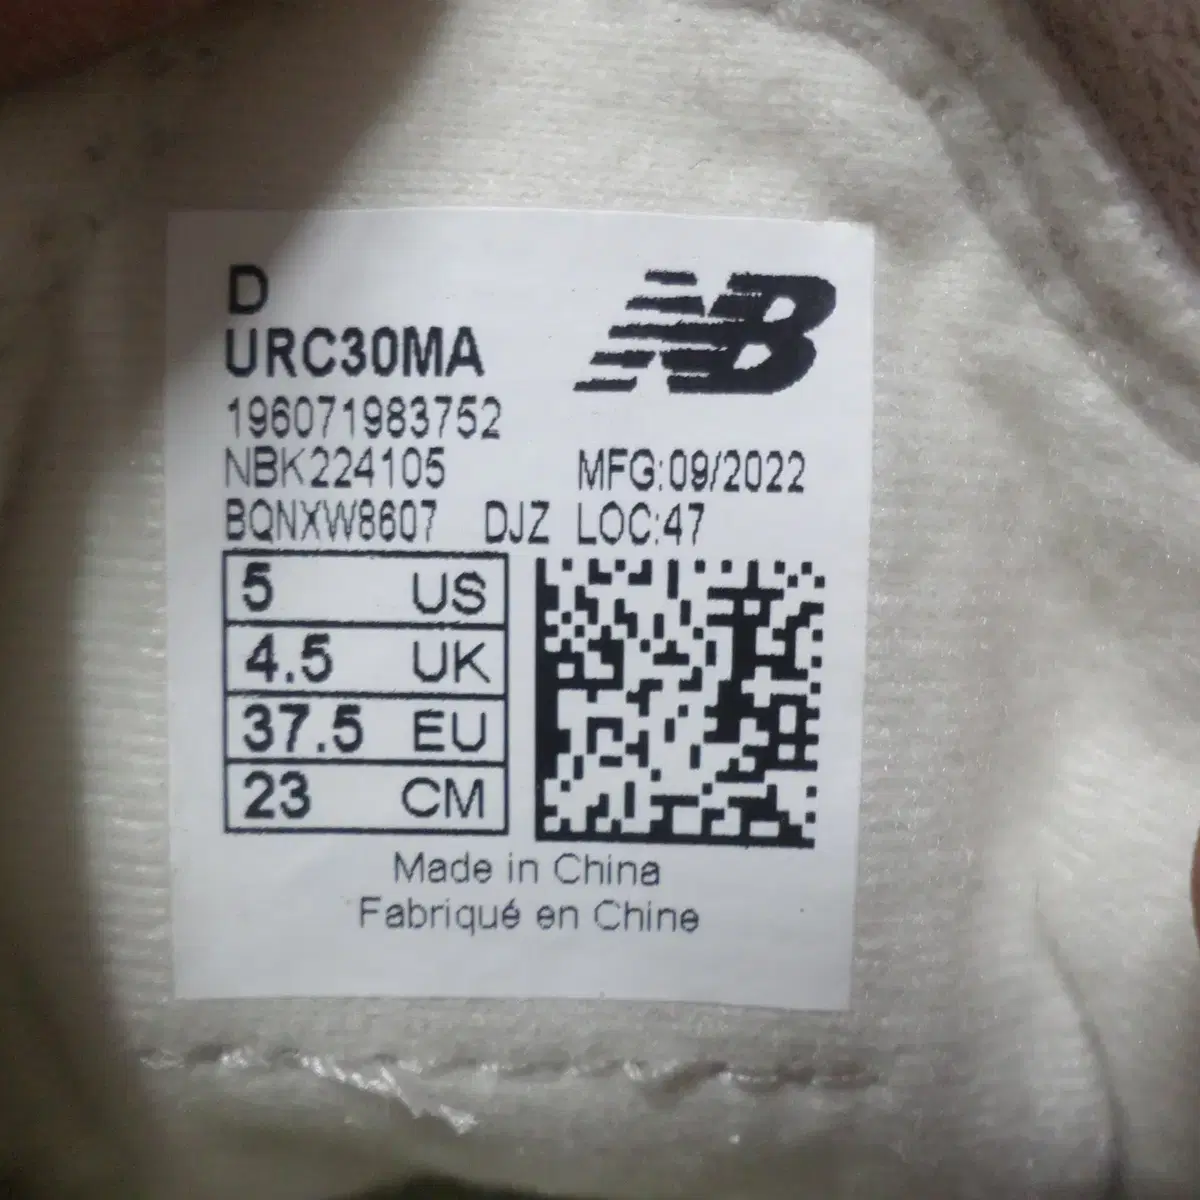 D
URC30MA
NB
196071983752
NBK224105 MFG:09/2022
BQNXW8607 DJZ LOC:47
5 US
4.5 UK
37.5 EU
23 CM
Made in China
Fabriqué en Chine